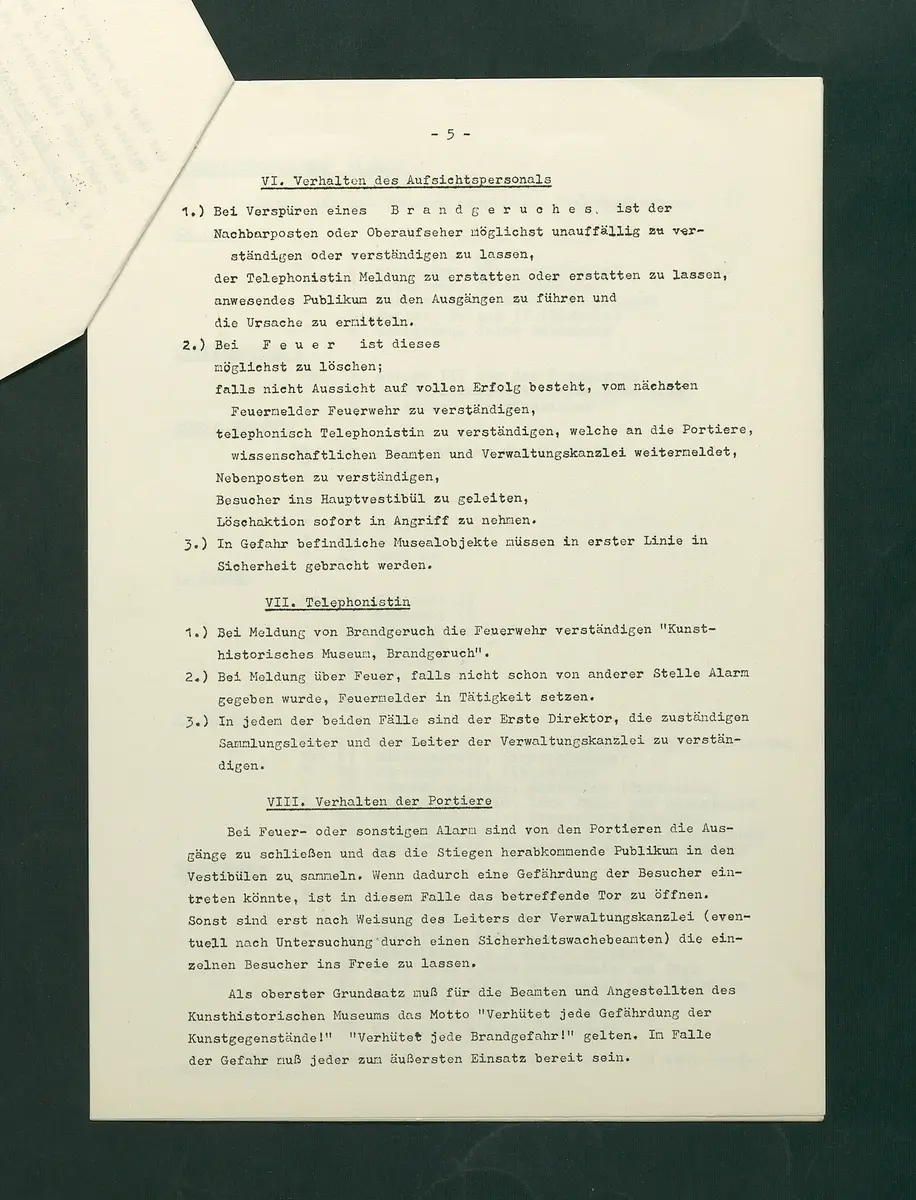 - 5 -
VI. Verhalten des Aufsichtspersonals
1.) Bei Verspüren eines B r a n d g e r u c h e s, ist der
Nachbarposten oder Oberaufseher möglichst unauffällig zu ver-
ständigen oder verständigen zu lassen,
der Telephonistin Meldung zu erstatten oder erstatten zu lassen,
anwesendes Publikum zu den Ausgängen zu führen und
die Ursache zu ermitteln.
2.) Bei F e u e r ist dieses
möglichst zu löschen;
falls nicht Aussicht auf vollen Erfolg besteht, vom nächsten
Feuermelder Feuerwehr zu verständigen,
telephonisch Telephonistin zu verständigen, welche an die Portiere,
wissenschaftlichen Beamten und Verwaltungskanzlei weitermeldet,
Nebenposten zu verständigen,
Besucher ins Hauptvestibül zu geleiten,
Löschaktion sofort in Angriff zu nehmen.
3.) In Gefahr befindliche Musealobjekte müssen in erster Linie in
Sicherheit gebracht werden.
VII. Telephonistin
1.) Bei Meldung von Brandgeruch die Feuerwehr verständigen "Kunst-
historisches Museum, Brandgeruch".
2.) Bei Meldung über Feuer, falls nicht schon von anderer Stelle Alarm
gegeben wurde, Feuermelder in Tätigkeit setzen.
3.) In jedem der beiden Fälle sind der Erste Direktor, die zuständigen
Sammlungsleiter und der Leiter der Verwaltungskanzlei zu verstän-
digen.
VIII. Verhalten der Portiere
Bei Feuer- oder sonstigem Alarm sind von den Portieren die Aus-
gänge zu schließen und das die Stiegen herabkommende Publikum in den
Vestibülen zu sammeln. Wenn dadurch eine Gefährdung der Besucher ein-
treten könnte, ist in diesem Falle das betreffende Tor zu öffnen.
Sonst sind erst nach Weisung des Leiters der Verwaltungskanzlei (even-
tuell nach Untersuchung durch einen Sicherheitswachebeamten) die ein-
zelnen Besucher ins Freie zu lassen.
Als oberster Grundsatz muß für die Beamten und Angestellten des
Kunsthistorischen Museums das Motto "Verhütet jede Gefährdung der
Kunstgegenstände!" "Verhütet jede Brandgefahr!" gelten. Im Falle
der Gefahr muß jeder zum äußersten Einsatz bereit sein.